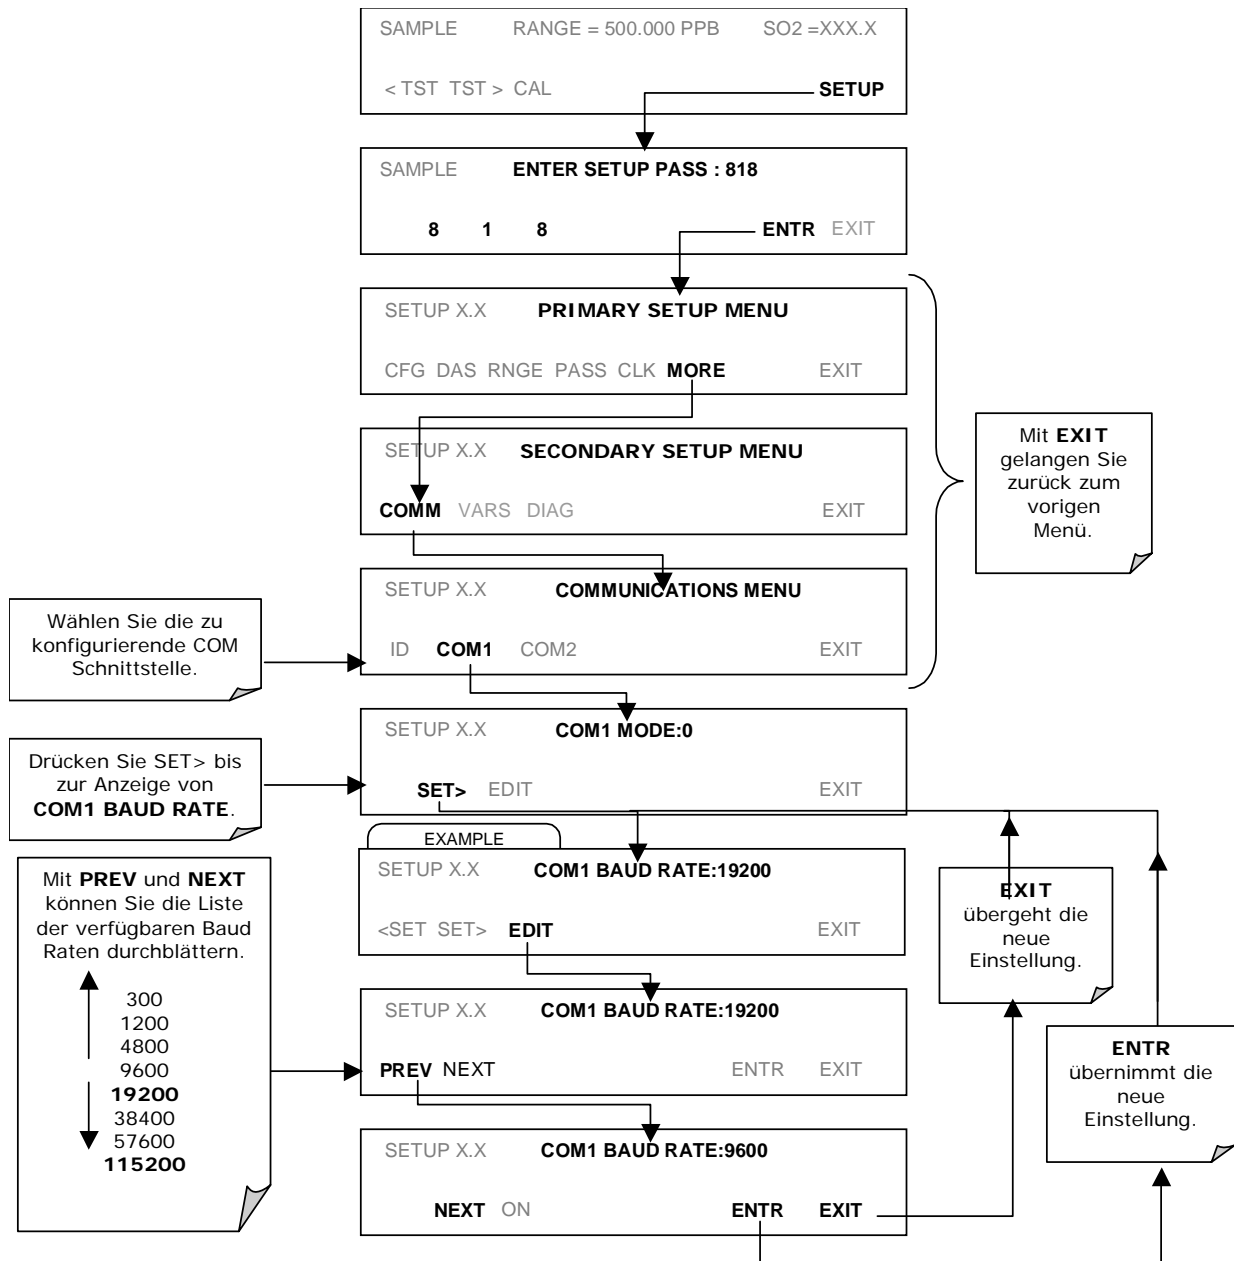 SAMPLE RANGE = 500.000 PPB SO2 =XXX.X
< TST TST > CAL SETUP
SAMPLE ENTER SETUP PASS : 818
8 1 8 ENTR EXIT
SETUP X.X PRIMARY SETUP MENU
CFG DAS RNGE PASS CLK MORE EXIT
SETUP X.X SECONDARY SETUP MENU
COMM VARS DIAG EXIT
Mit EXIT
gelangen Sie
zurück zum
vorigen
Menü.
SETUP X.X COMMUNICATIONS MENU
ID COM1 COM2 EXIT
Wählen Sie die zu
konfigurierende COM
Schnittstelle.
SETUP X.X COM1 MODE:0
SET> EDIT EXIT
Drücken Sie SET> bis
zur Anzeige von
COM1 BAUD RATE.
EXAMPLE
SETUP X.X COM1 BAUD RATE:19200
<SET SET> EDIT EXIT
Mit PREV und NEXT
können Sie die Liste
der verfügbaren Baud
Raten durchblättern.
300
1200
4800
9600
19200
38400
57600
115200
EXIT
übergeht die
neue
Einstellung.
SETUP X.X COM1 BAUD RATE:19200
PREV NEXT ENTR EXIT
ENTR
übernimmt die
neue
Einstellung.
SETUP X.X COM1 BAUD RATE:9600
NEXT ON ENTR EXIT